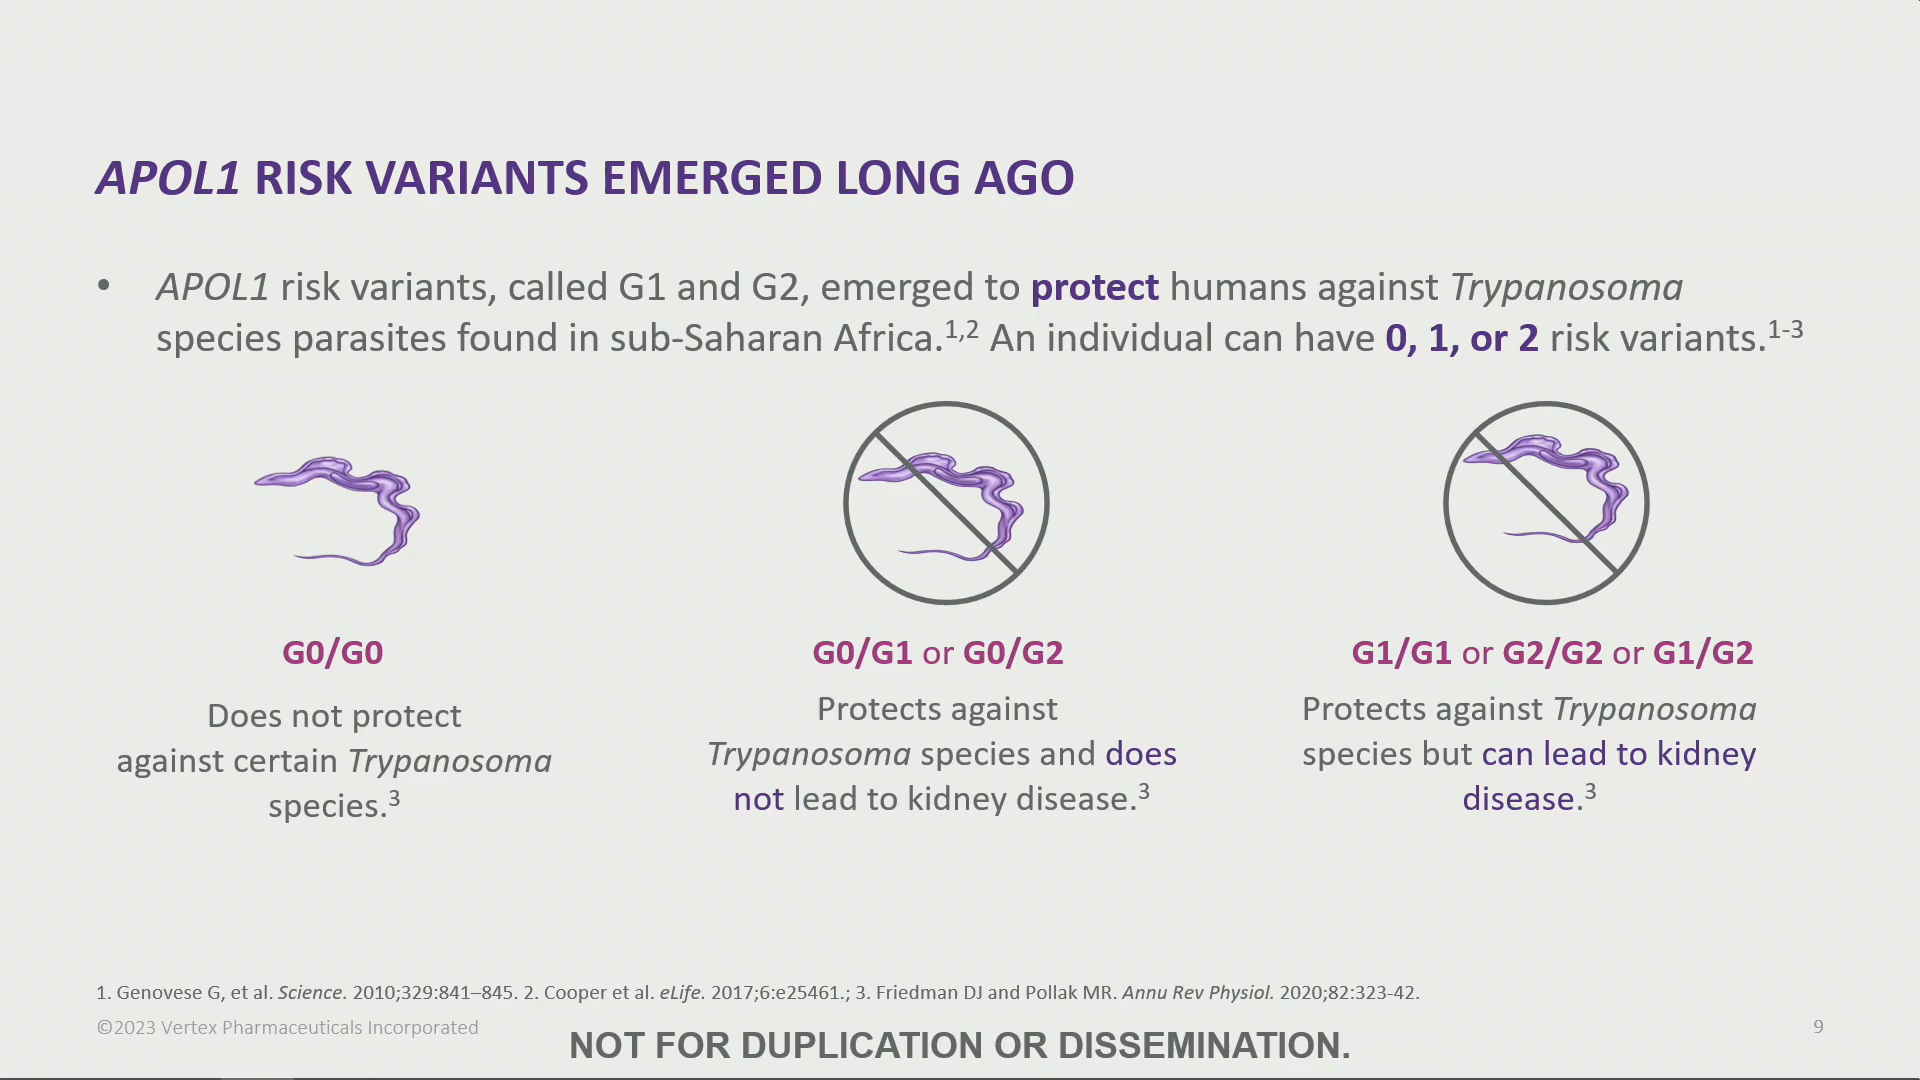 APOL1 RISK VARIANTS EMERGED LONG AGO
• APOL1 risk variants, called G1 and G2, emerged to protect humans against Trypanosoma
species parasites found in sub-Saharan Africa.1,2 An individual can have 0, 1, or 2 risk variants.1-3
G0/G0
Does not protect
against certain Trypanosoma
species.3
G0/G1 or G0/G2
Protects against
Trypanosoma species and does
not lead to kidney disease.3
G1/G1 or G2/G2 or G1/G2
Protects against Trypanosoma
species but can lead to kidney
disease.3
1. Genovese G, et al. Science. 2010;329:841–845. 2. Cooper et al. eLife. 2017;6:e25461.; 3. Friedman DJ and Pollak MR. Annu Rev Physiol. 2020;82:323-42.
©2023 Vertex Pharmaceuticals Incorporated
NOT FOR DUPLICATION OR DISSEMINATION.
9